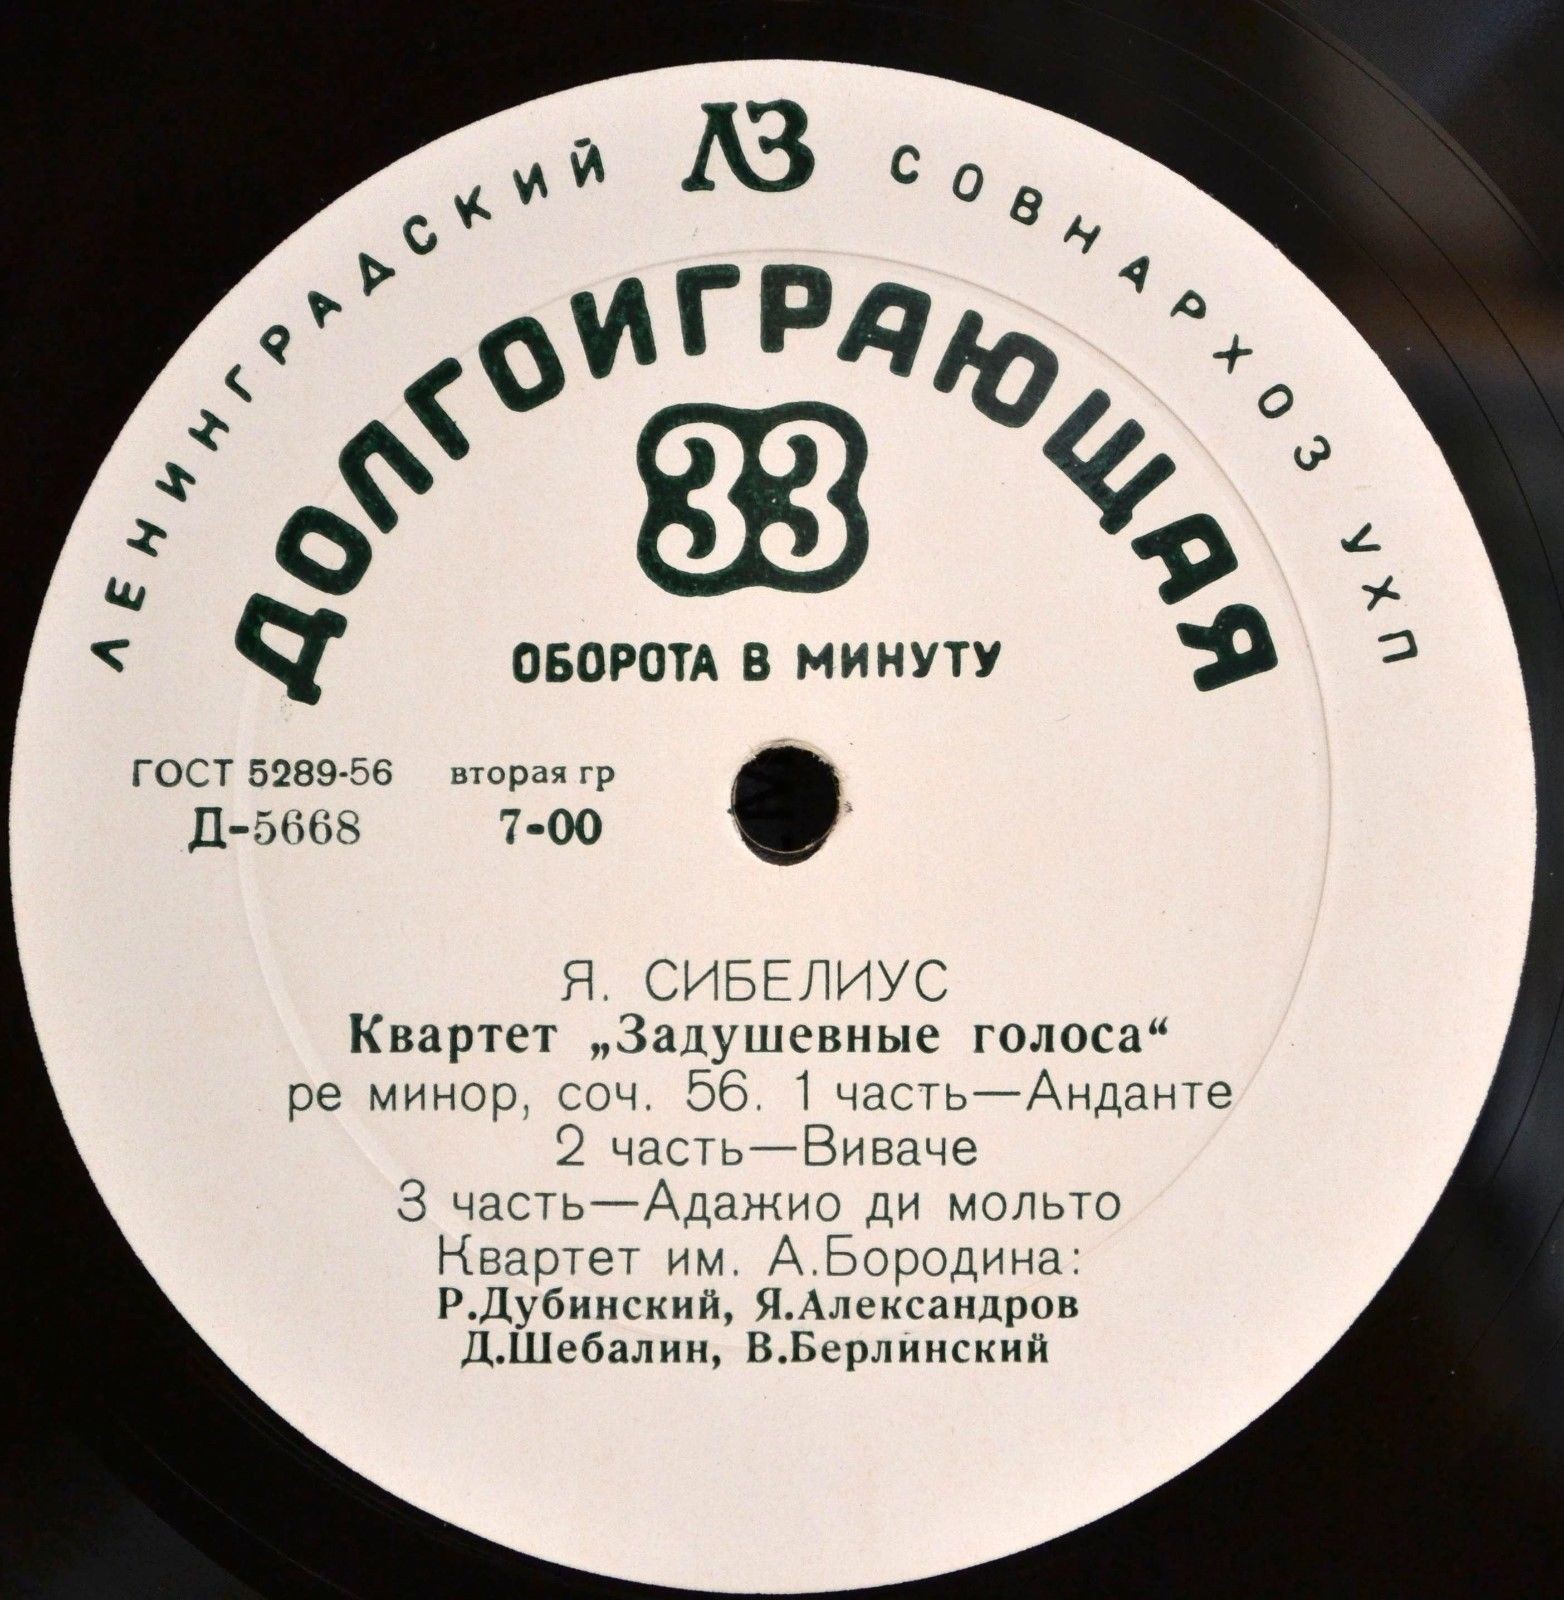 ЛЕНИНГРАДСКИЙ ЛЗ СОВНАРХОЗ УХП
ДОЛГОИГРАЮЩАЯ
33
ОБОРОТА В МИНУТУ
ГОСТ 5289-56 вторая гр
Д-5668 7-00
Я. СИБЕЛИУС
Квартет „Задушевные голоса“
ре минор, соч. 56. 1 часть—Анданте
2 часть—Виваче
3 часть—Адажио ди мольто
Квартет им. А.Бородина:
Р.Дубинский, Я.Александров
Д.Шебалин, В.Берлинский